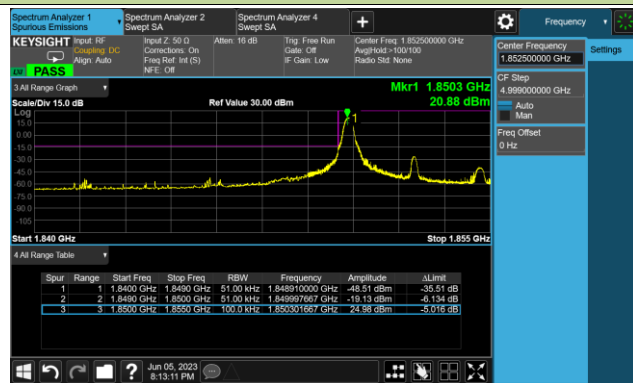 Spectrum Analyzer 1
Spurious Emissions
Spectrum Analyzer 2
Swept SA
Spectrum Analyzer 4
Swept SA
+
Frequency
KEYSIGHT
Input: RF
Coupling: DC
Align: Auto
Input Z: 50 Ω
Corrections: On
Freq Ref: Int (S)
NFE: Off
Atten: 16 dB
Trig: Free Run
Gate: Off
IF Gain: Low
Center Freq: 1.852500000 GHz
Avg|Hold:>100/100
Radio Std: None
PASS
Center Frequency
1.852500000 GHz
Settings
CF Step
4.999000000 GHz
Auto
Man
Freq Offset
0 Hz
3 All Range Graph
Mkr1 1.8503 GHz
Scale/Div 15.0 dB
Ref Value 30.00 dBm
20.88 dBm
Log
15.0
0.00
-15.0
-30.0
-45.0
-60.0
-75.0
-90.0
-105
1
Start 1.840 GHz
Stop 1.855 GHz
4 All Range Table
Spur Range Start Freq Stop Freq RBW Frequency Amplitude ΔLimit
1 1 1.8400 GHz 1.8490 GHz 51.00 kHz 1.848910000 GHz -48.51 dBm -35.51 dB
2 2 1.8490 GHz 1.8500 GHz 51.00 kHz 1.849997667 GHz -19.13 dBm -6.134 dB
3 3 1.8500 GHz 1.8550 GHz 100.0 kHz 1.850301667 GHz 24.98 dBm -5.016 dB
?
Jun 05, 2023
8:13:11 PM